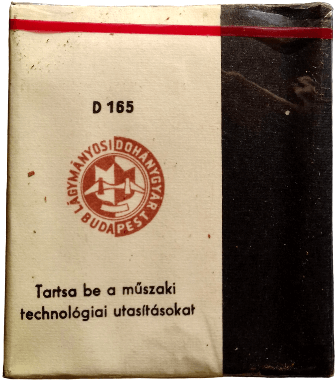 D 165
LÁGYMÁNYOSI DOHÁNYGYÁR
BUDAPEST
Tartsa be a műszaki
technológiai utasításokat